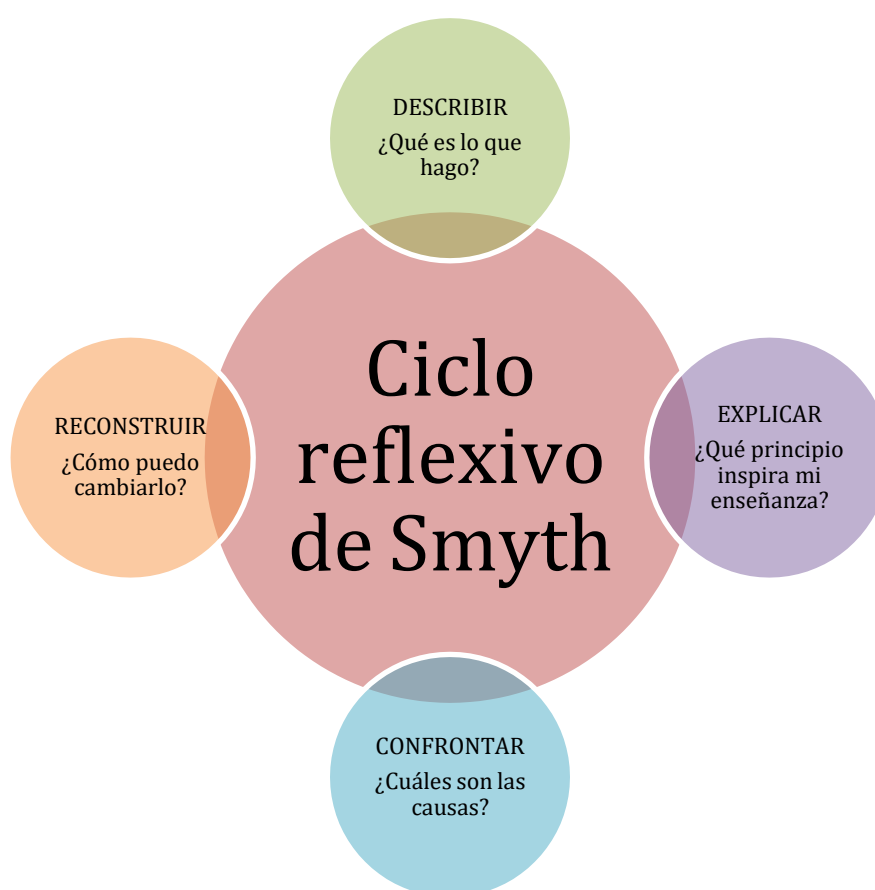 DESCRIBIR
¿Qué es lo que
hago?
Ciclo
reflexivo
de Smyth
EXPLICAR
¿Qué principio
inspira mi
enseñanza?
CONFRONTAR
¿Cuáles son las
causas?
RECONSTRUIR
¿Cómo puedo
cambiarlo?